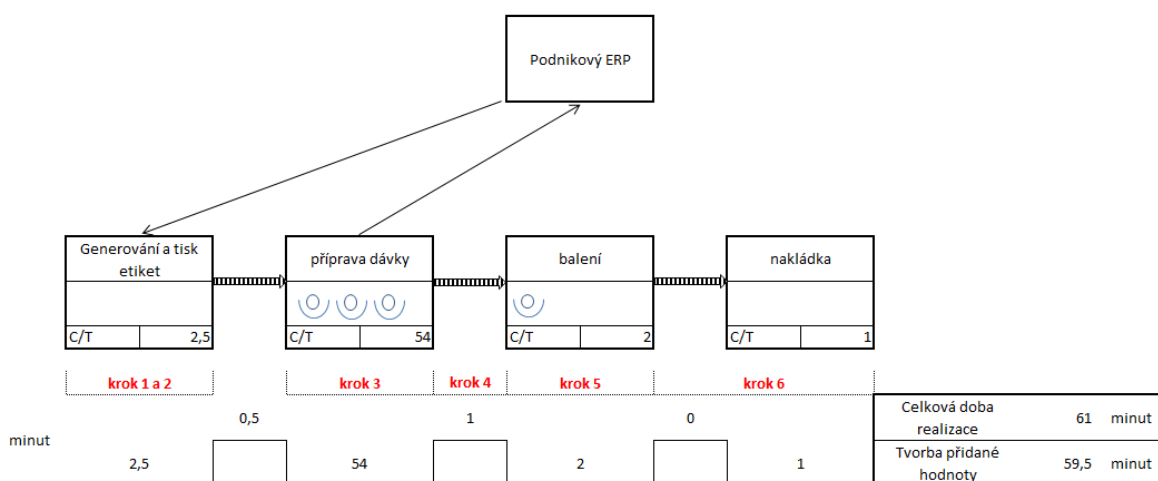 Podnikový ERP
Generování a tisk
etiket
příprava dávky
balení
nakládka
C/T 2,5
C/T 54
C/T 2
C/T 1
krok 1 a 2
krok 3
krok 4
krok 5
krok 6
0,5
1
0
Celková doba
realizace
61 minut
minut
2,5
54
2
1
Tvorba přidané
hodnoty
59,5 minut